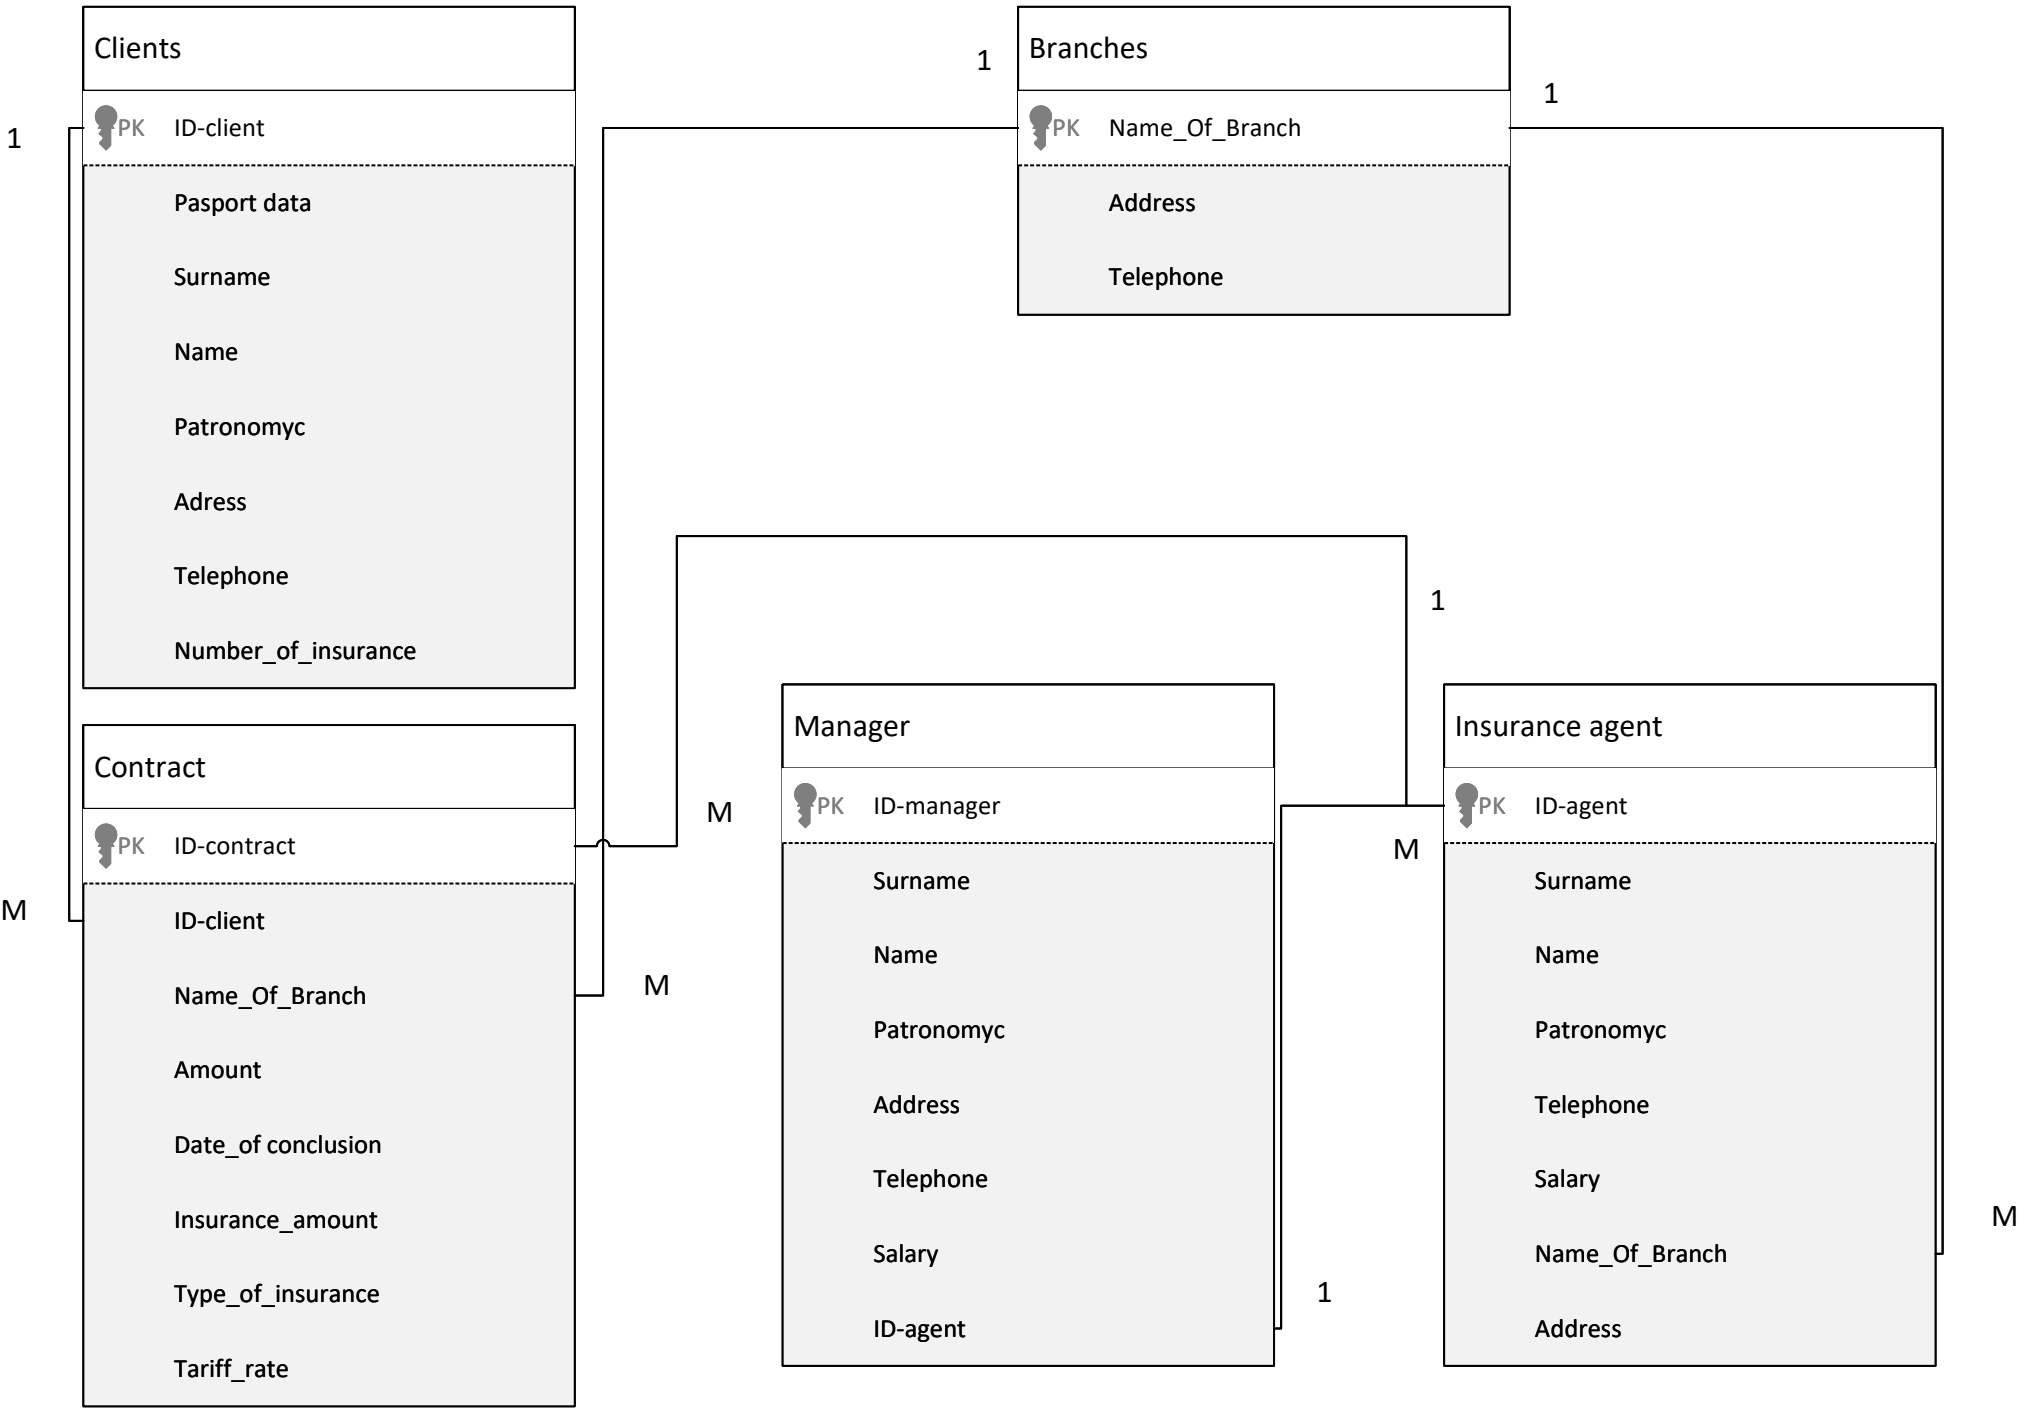 Clients
PK ID-client
Pasport data
Surname
Name
Patronomyc
Adress
Telephone
Number_of_insurance
1
M
Branches
PK Name_Of_Branch
Address
Telephone
1
1
Contract
PK ID-contract
ID-client
Name_Of_Branch
Amount
Date_of conclusion
Insurance_amount
Type_of_insurance
Tariff_rate
M
M
Manager
PK ID-manager
Surname
Name
Patronomyc
Address
Telephone
Salary
ID-agent
1
M
1
Insurance agent
PK ID-agent
Surname
Name
Patronomyc
Telephone
Salary
Name_Of_Branch
Address
M